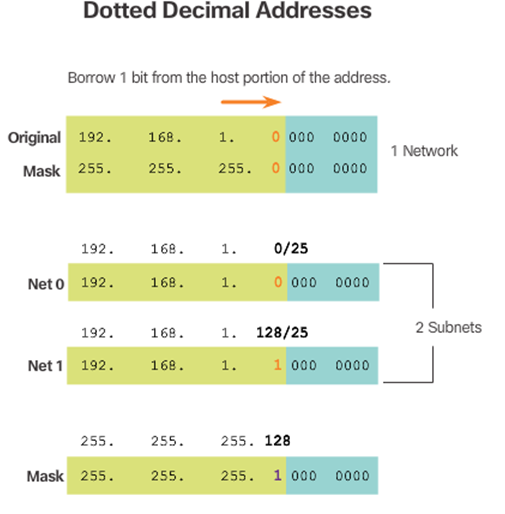 Dotted Decimal Addresses
Borrow 1 bit from the host portion of the address.
Original 192. 168. 1. 0 000 0000
Mask 255. 255. 255. 0 000 0000
1 Network
192. 168. 1. 0/25
Net 0 192. 168. 1. 0 000 0000
192. 168. 1. 128/25
2 Subnets
Net 1 192. 168. 1. 1 000 0000
255. 255. 255. 128
Mask 255. 255. 255. 1 000 0000